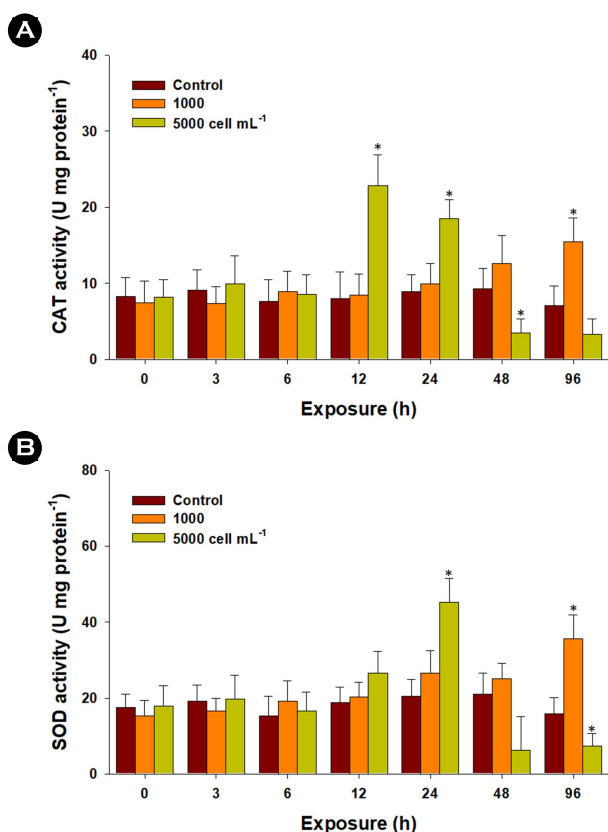 A
CAT activity (U mg protein⁻¹)
40
30
20
10
0
Control
1000
5000 cell mL⁻¹
*
*
*
*
0 3 6 12 24 48 96
Exposure (h)
B
SOD activity (U mg protein⁻¹)
80
60
40
20
0
Control
1000
5000 cell mL⁻¹
*
*
*
0 3 6 12 24 48 96
Exposure (h)